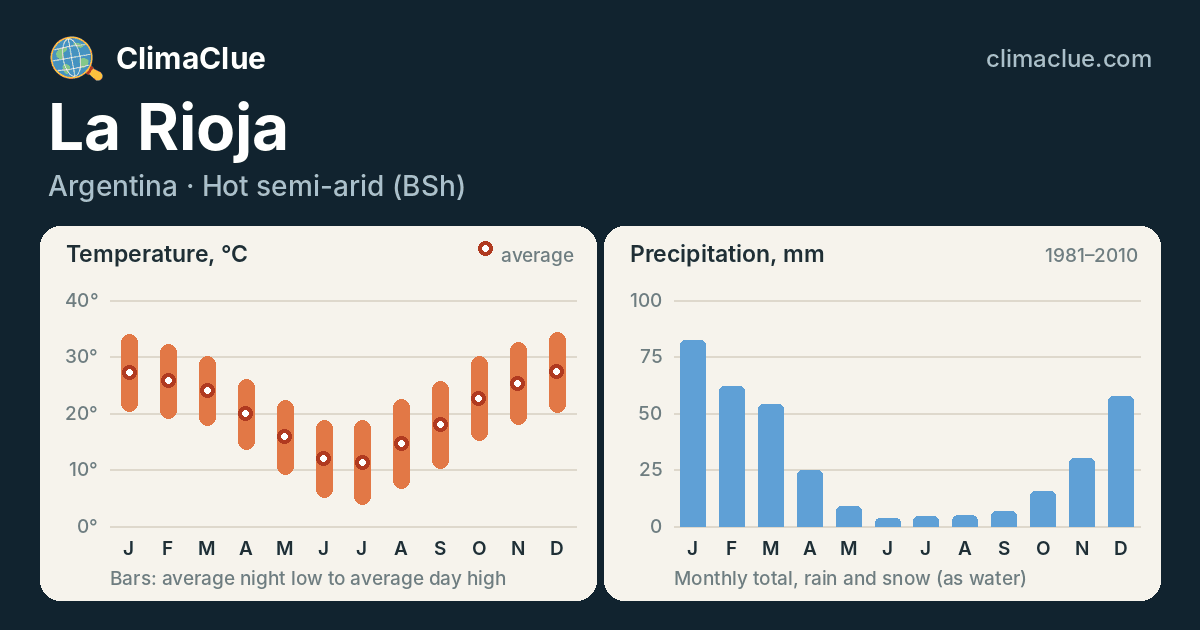 ClimaClue
climaclue.com
La Rioja
Argentina · Hot semi-arid (BSh)
Temperature, °C
average
40°
30°
20°
10°
0°
J F M A M J J A S O N D
Bars: average night low to average day high
Precipitation, mm
1981–2010
100
75
50
25
0
J F M A M J J A S O N D
Monthly total, rain and snow (as water)